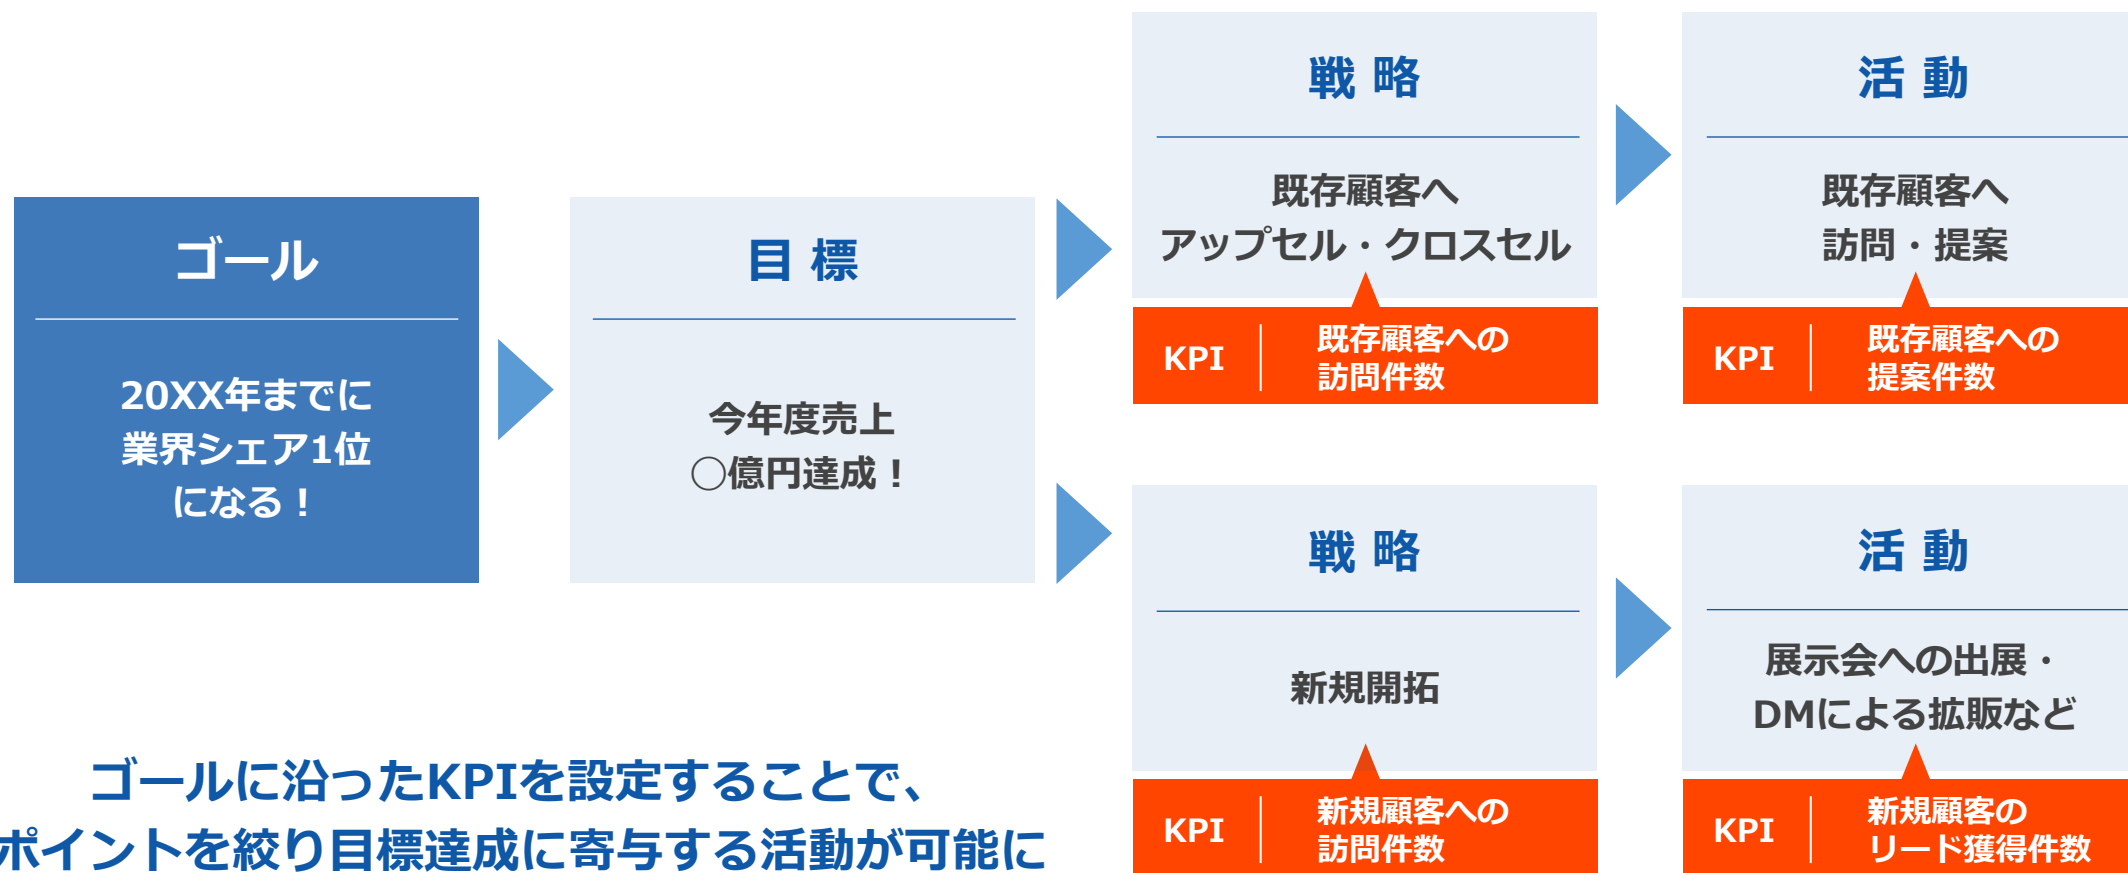 ゴール
20XX年までに
業界シェア1位
になる！
目標
今年度売上
〇億円達成！
戦略
既存顧客へ
アップセル・クロスセル
KPI
既存顧客への
訪問件数
活動
既存顧客へ
訪問・提案
KPI
既存顧客への
提案件数
戦略
新規開拓
KPI
新規顧客への
訪問件数
活動
展示会への出展・
DMによる拡販など
KPI
新規顧客の
リード獲得件数
ゴールに沿ったKPIを設定することで、
ポイントを絞り目標達成に寄与する活動が可能に